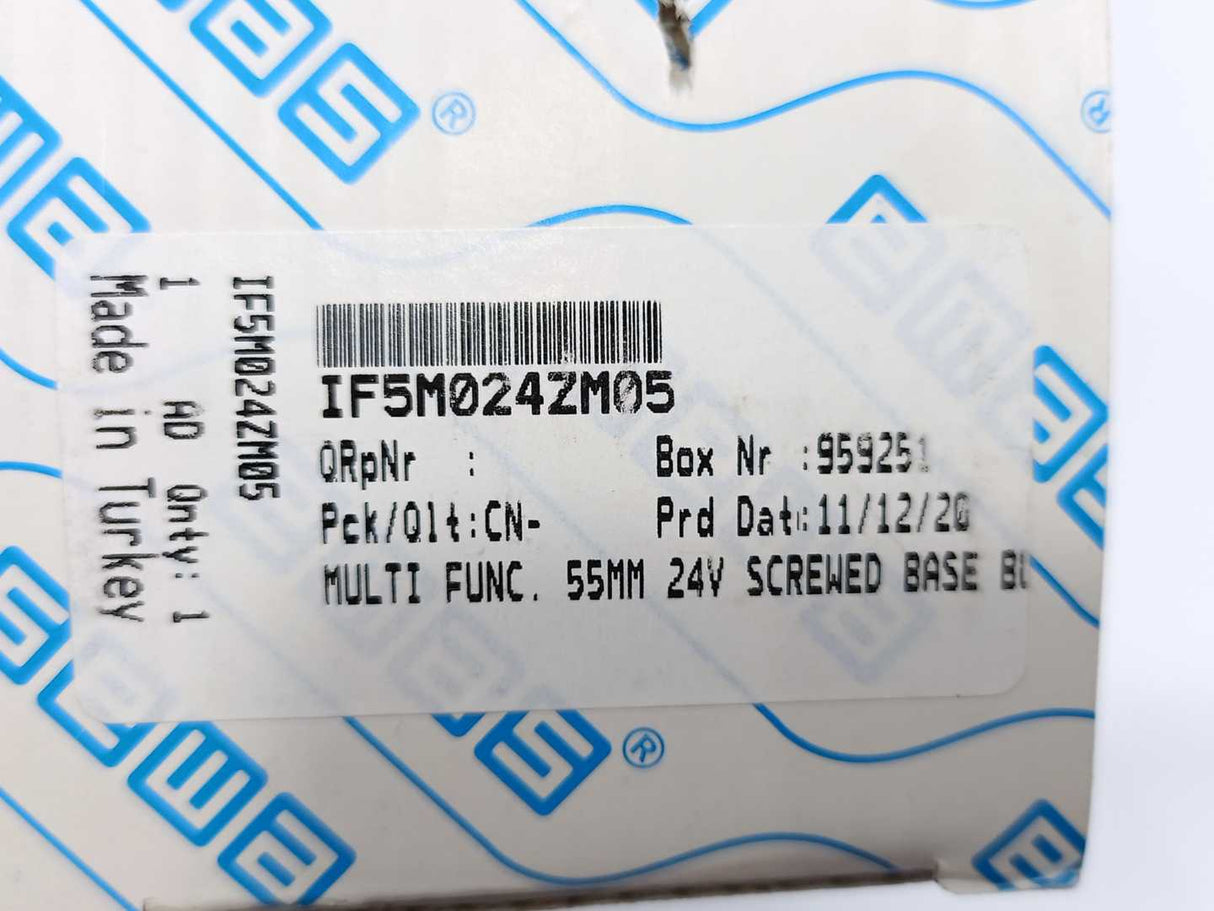 IF5M024ZM05
QRpNr :
Box Nr :959251
Pck/Qlt:CN-
Prd Dat:11/12/20
MULTI FUNC. 55MM 24V SCREWED BASE
IF5M024ZM05
1 AD Qnty: 1
Made in Turkey
EMAS ®